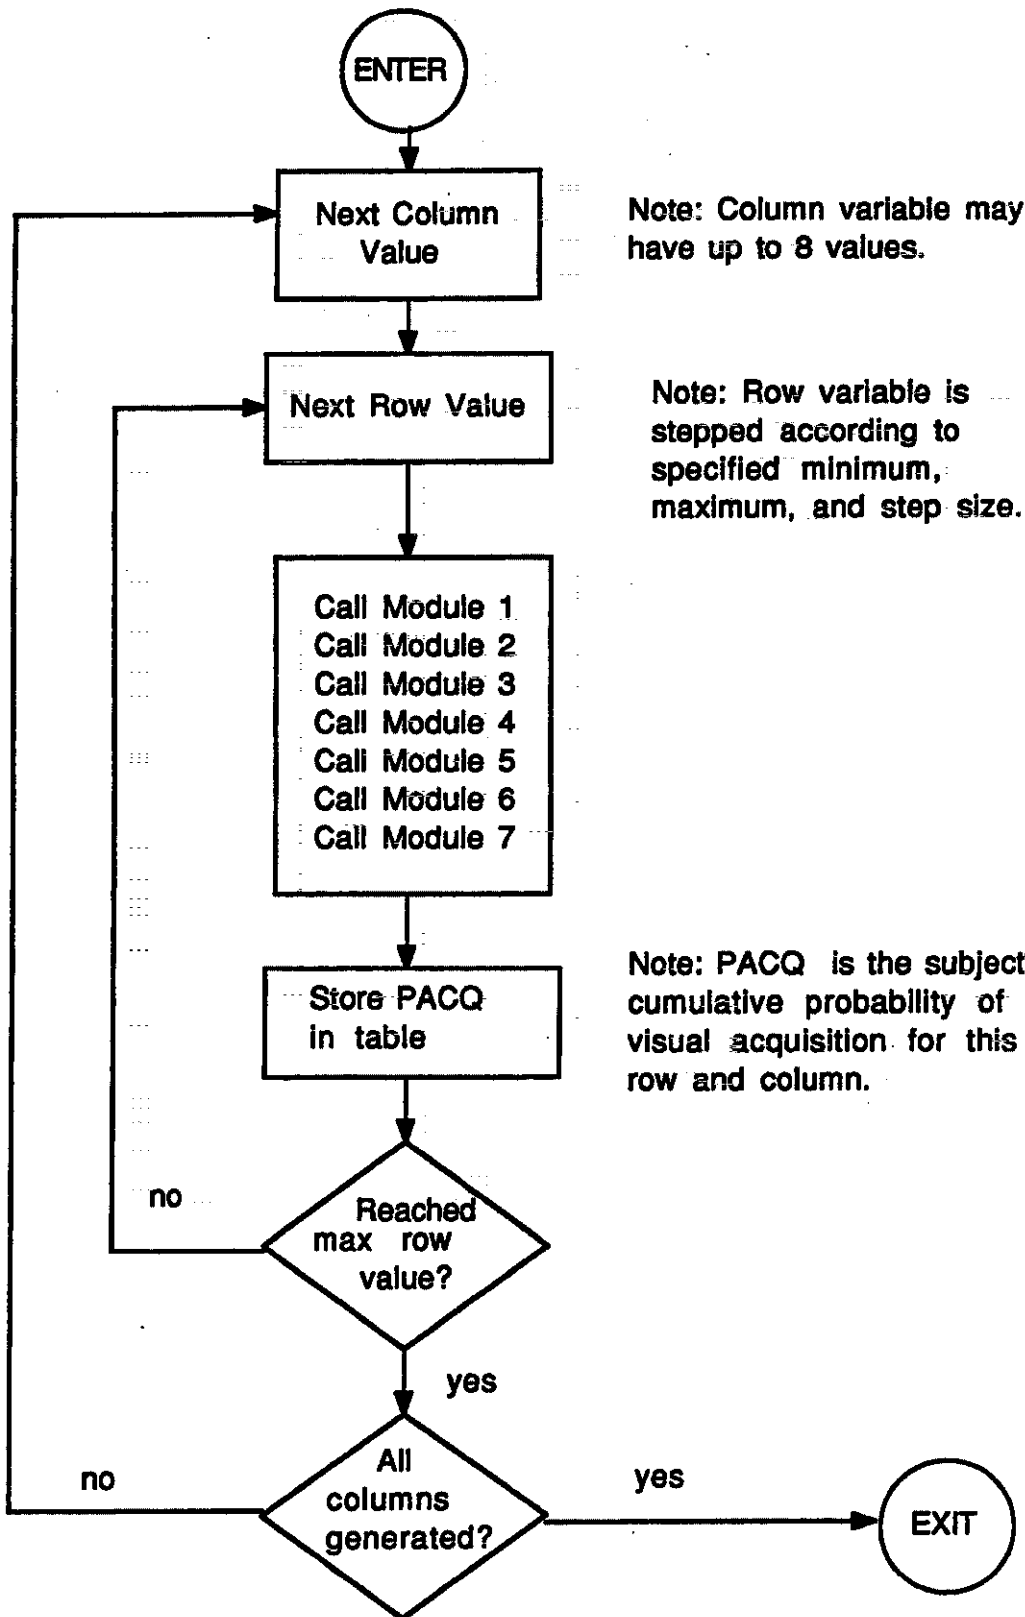 ENTER
Next Column
Value
Note: Column variable may
have up to 8 values.
Next Row Value
Note: Row variable is
stepped according to
specified minimum,
maximum, and step size.
Call Module 1
Call Module 2
Call Module 3
Call Module 4
Call Module 5
Call Module 6
Call Module 7
Store PACQ
in table
Note: PACQ is the subject
cumulative probability of
visual acquisition for this
row and column.
Reached
max row
value?
no
yes
All
columns
generated?
no
yes
EXIT